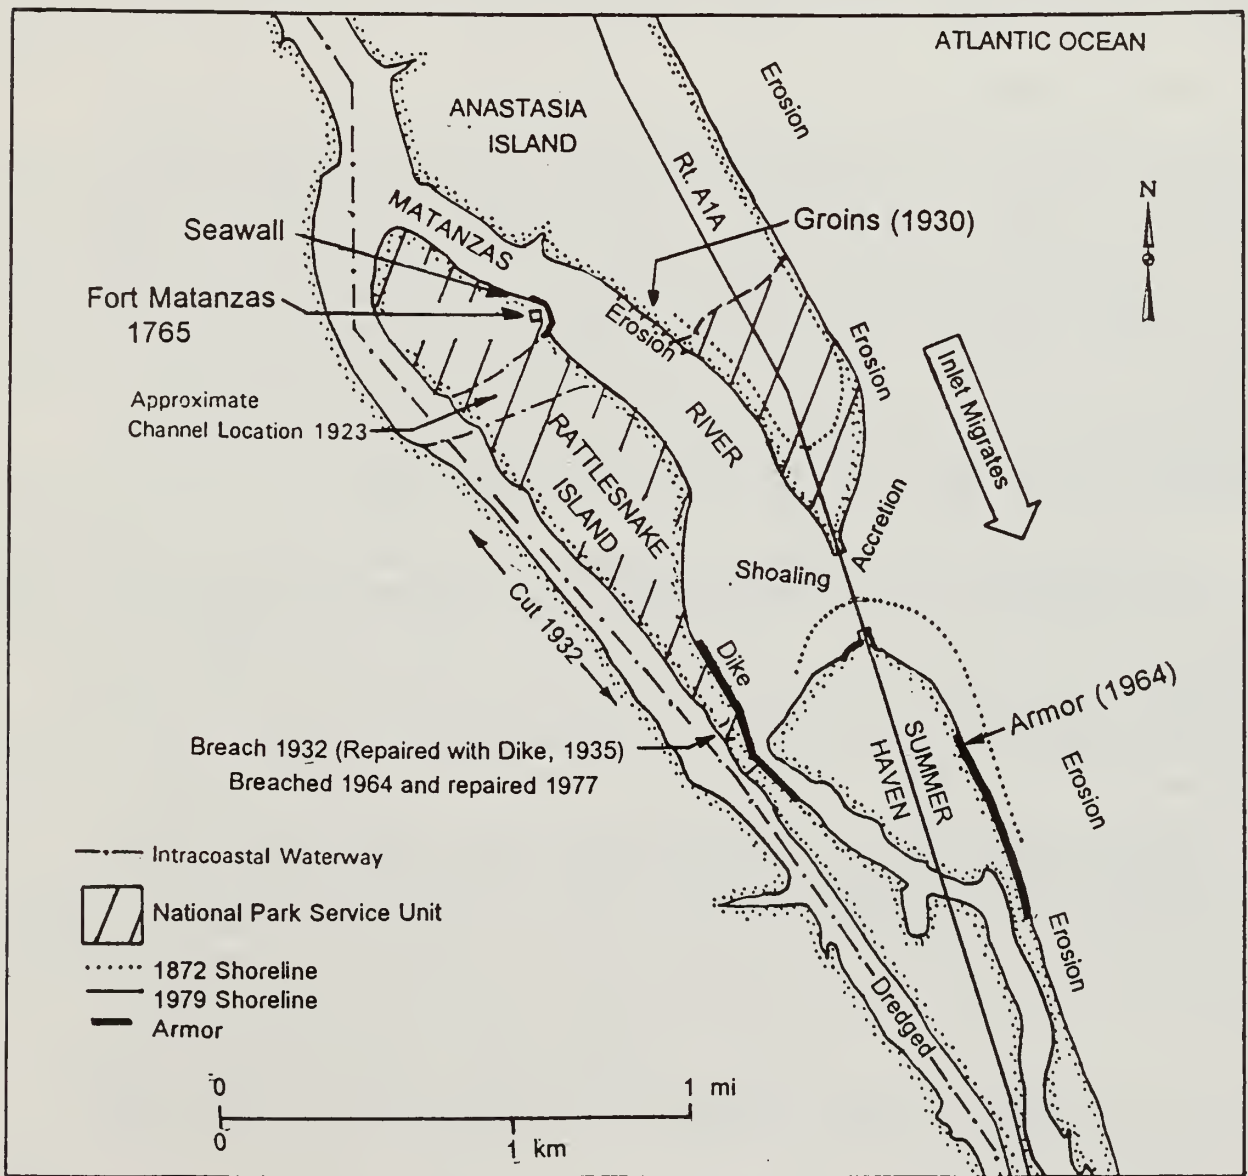 ATLANTIC OCEAN
Erosion
ANASTASIA
ISLAND
Rt. A1A
N
MATANZAS
Groins (1930)
Seawall
Fort Matanzas
1765
Erosion
Erosion
Inlet Migrates
Approximate
Channel Location 1923
RIVER
RATTLESNAKE
ISLAND
Accretion
Shoaling
Cut 1932
Dike
Armor (1964)
Breach 1932 (Repaired with Dike, 1935)
Breached 1964 and repaired 1977
SUMMER
HAVEN
Erosion
Intracoastal Waterway
National Park Service Unit
1872 Shoreline
1979 Shoreline
Armor
Erosion
Dredged
0
1 mi
0
1 km